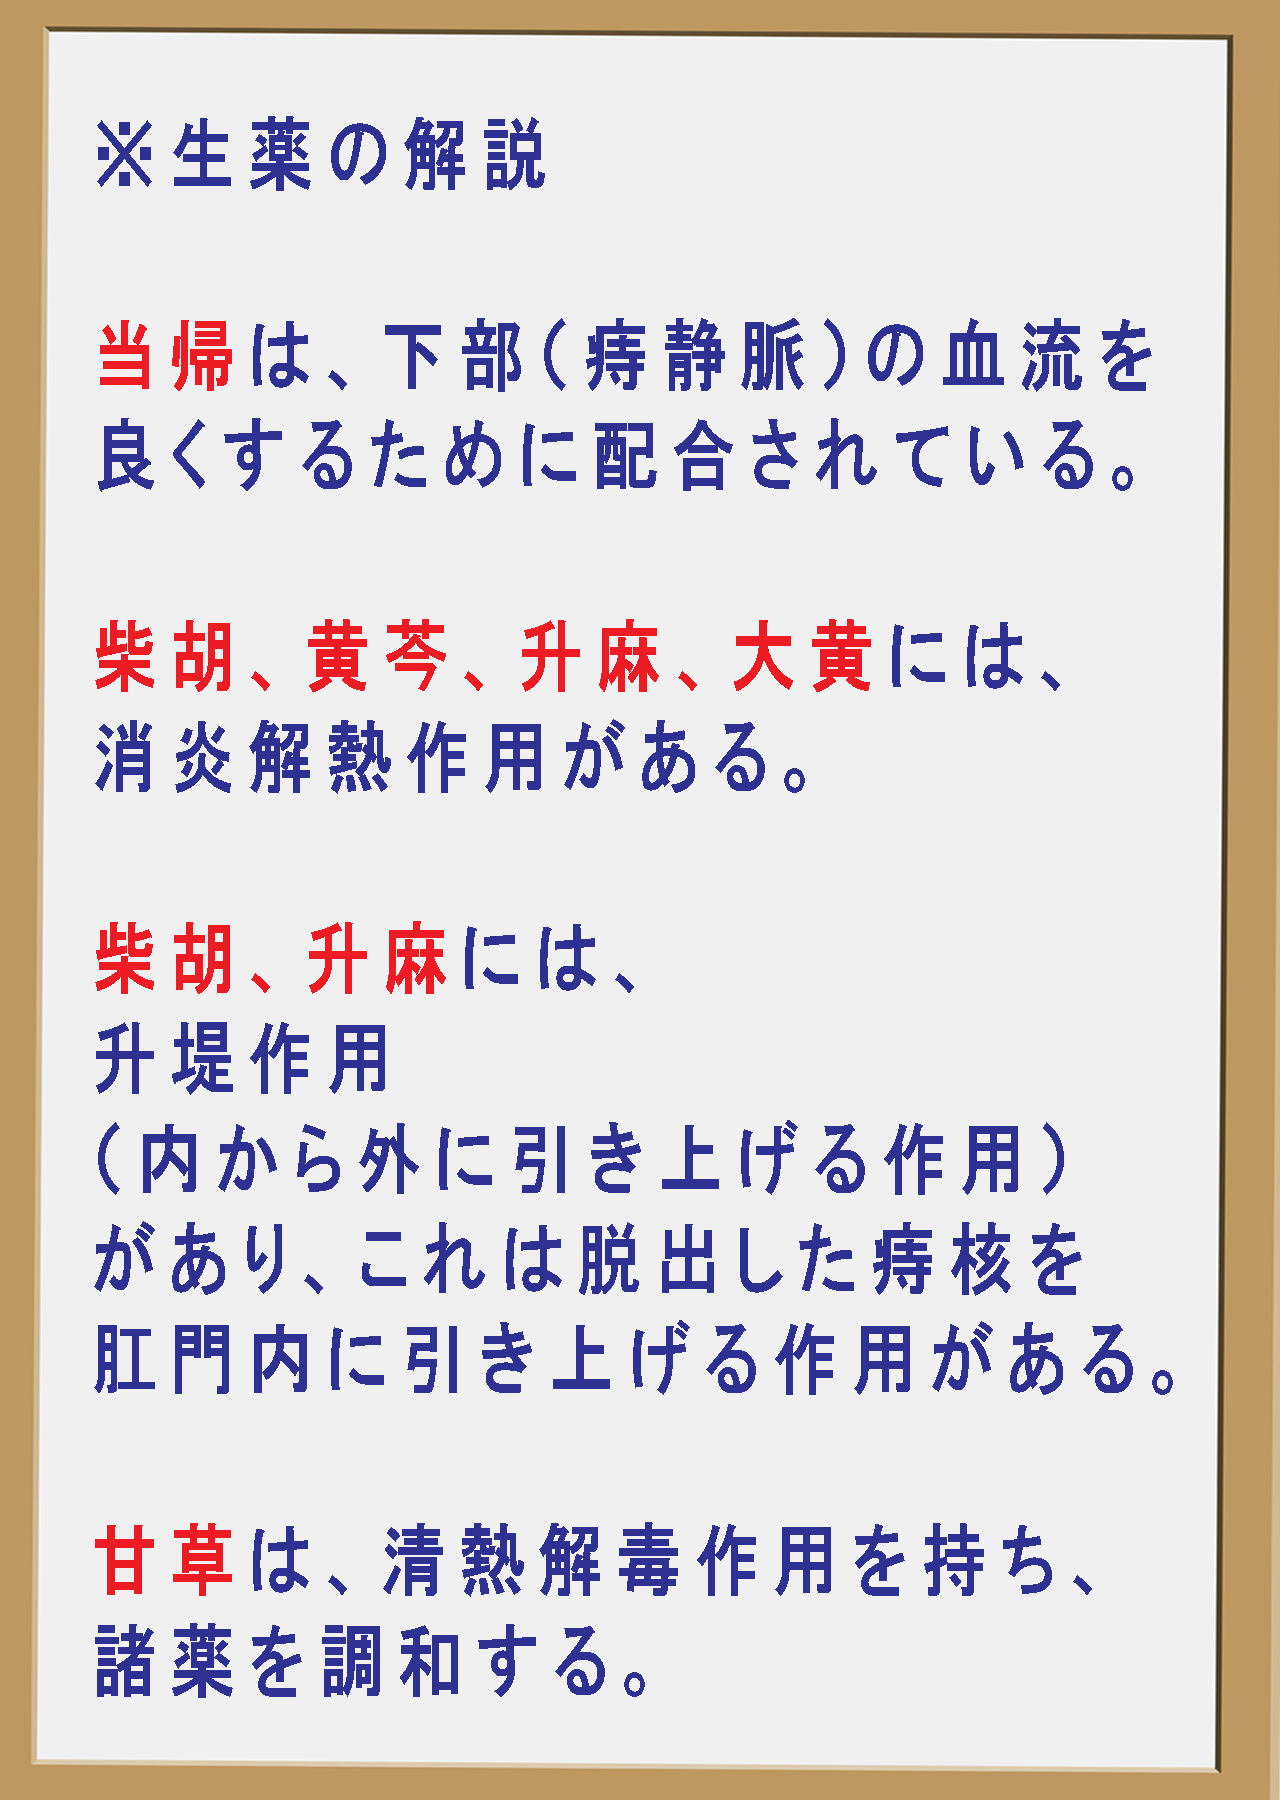 ※生薬の解説
当帰は、下部（痔静脈）の血流を
良くするために配合されている。
柴胡、黄芩、升麻、大黄には、
消炎解熱作用がある。
柴胡、升麻には、
升堤作用
（内から外に引き上げる作用）
があり、これは脱出した痔核を
肛門内に引き上げる作用がある。
甘草は、清熱解毒作用を持ち、
諸薬を調和する。